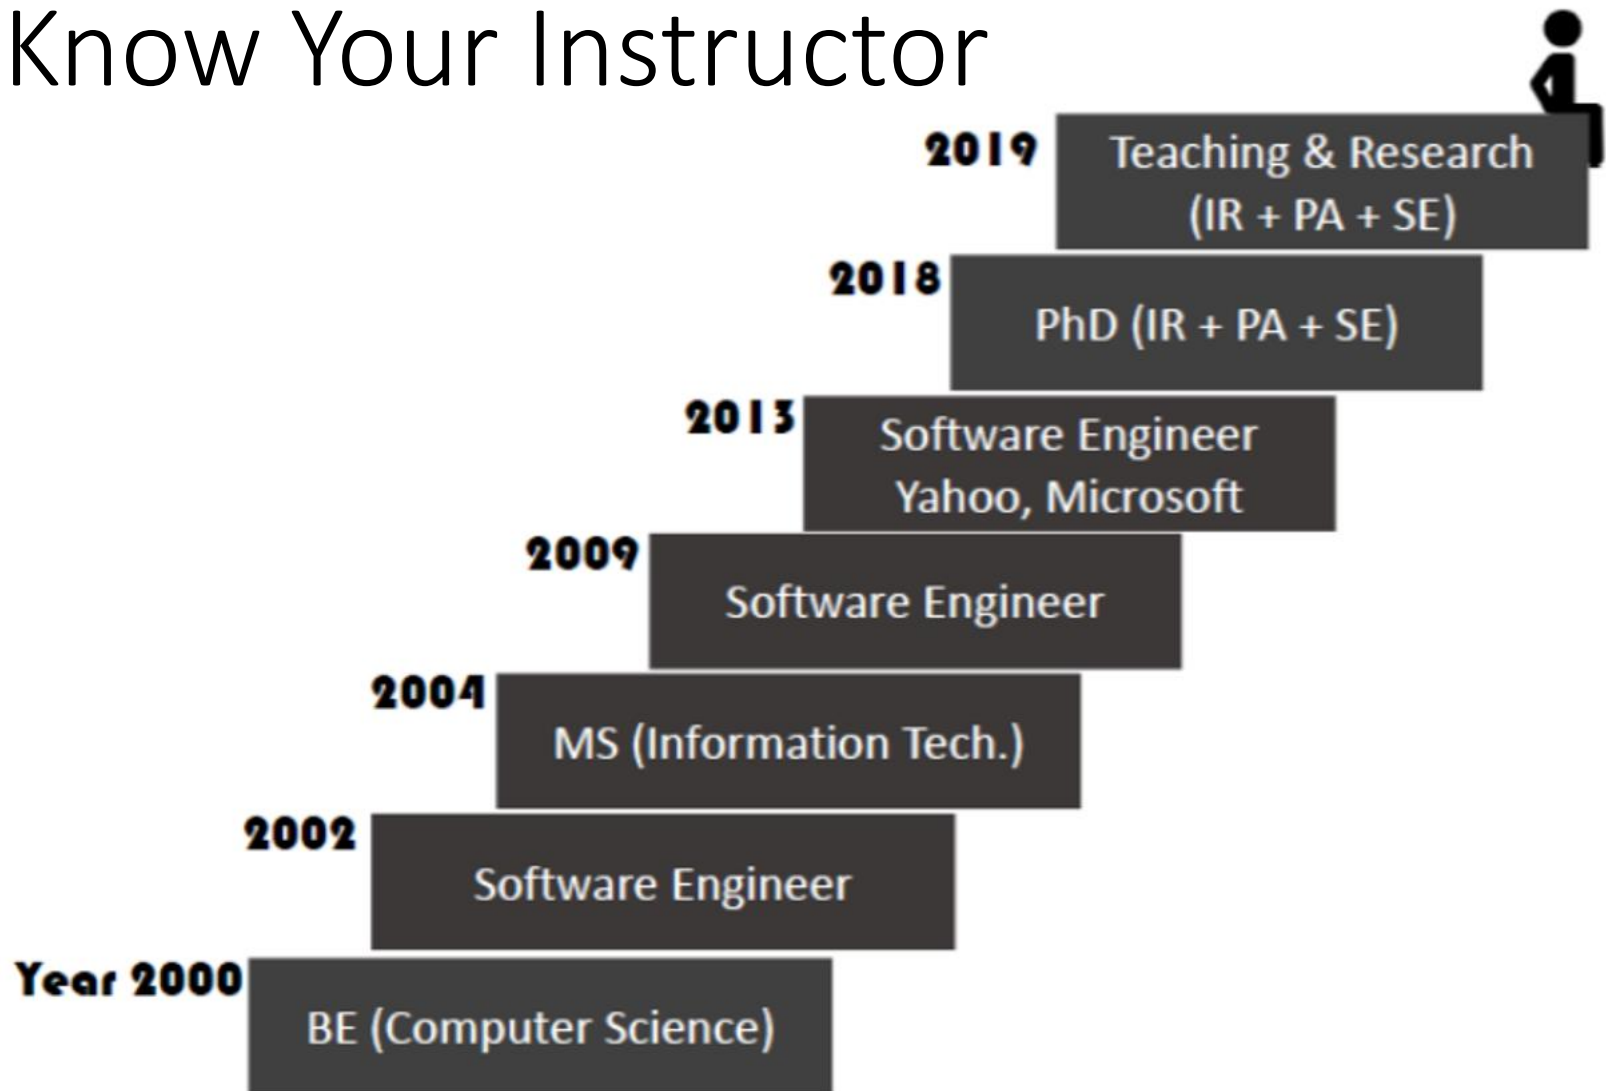 Know Your Instructor
2019
Teaching & Research
(IR + PA + SE)
2018
PhD (IR + PA + SE)
2013
Software Engineer
Yahoo, Microsoft
2009
Software Engineer
2004
MS (Information Tech.)
2002
Software Engineer
Year 2000
BE (Computer Science)